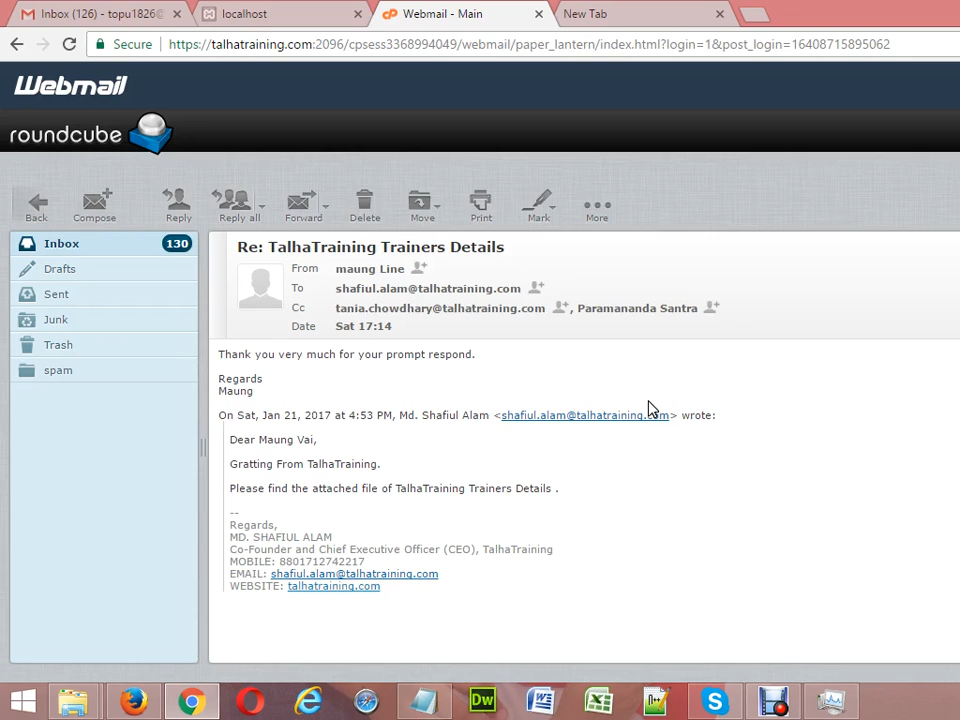 Inbox (126) - topu1826@
localhost
Webmail - Main
New Tab
Secure
https://talhatraining.com:2096/cpsess3368994049/webmail/paper_lantern/index.html?login=1&post_login=16408715895062
Webmail
roundcube
Back
Compose
Reply
Reply all
Forward
Delete
Move
Print
Mark
More
Inbox 130
Drafts
Sent
Junk
Trash
spam
Re: TalhaTraining Trainers Details
From maung Line
To shafiul.alam@talhatraining.com
Cc tania.chowdhary@talhatraining.com , Paramananda Santra
Date Sat 17:14
Thank you very much for your prompt respond.
Regards
Maung
On Sat, Jan 21, 2017 at 4:53 PM, Md. Shafiul Alam <shafiul.alam@talhatraining.com> wrote:
Dear Maung Vai,
Gratting From TalhaTraining.
Please find the attached file of TalhaTraining Trainers Details .
--
Regards,
MD. SHAFIUL ALAM
Co-Founder and Chief Executive Officer (CEO), TalhaTraining
MOBILE: 8801712742217
EMAIL: shafiul.alam@talhatraining.com
WEBSITE: talhatraining.com